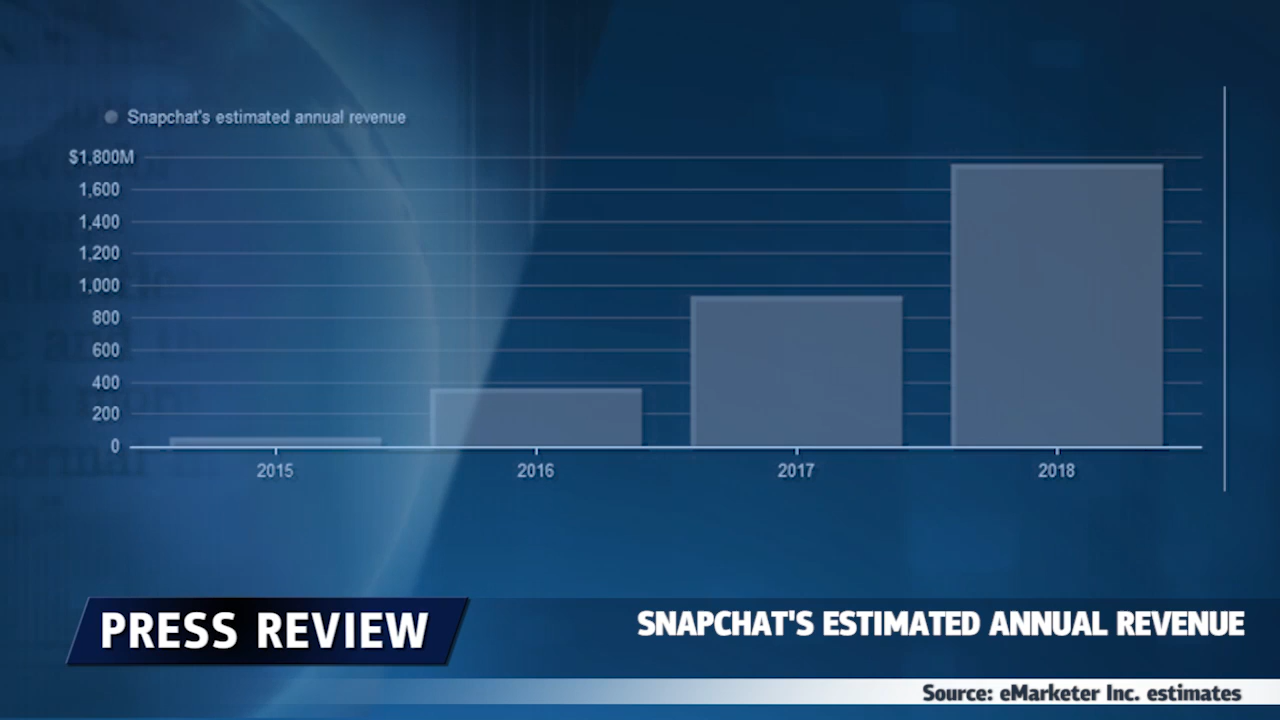 Snapchat's estimated annual revenue
$1,800M
1,600
1,400
1,200
1,000
800
600
400
200
0
2015 2016 2017 2018
PRESS REVIEW
SNAPCHAT'S ESTIMATED ANNUAL REVENUE
Source: eMarketer Inc. estimates